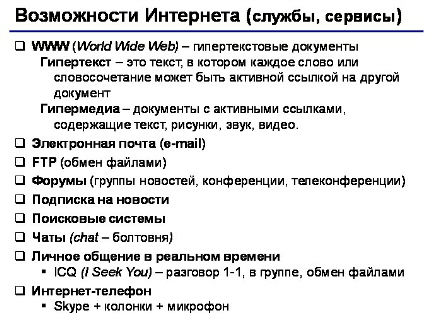 Возможности Интернета (службы, сервисы)
❑ WWW (World Wide Web) – гипертекстовые документы
Гипертекст – это текст, в котором каждое слово или
словосочетание может быть активной ссылкой на другой
документ
Гипермедиа – документы с активными ссылками,
содержащие текст, рисунки, звук, видео.
❑ Электронная почта (e-mail)
❑ FTP (обмен файлами)
❑ Форумы (группы новостей, конференции, телеконференции)
❑ Подписка на новости
❑ Поисковые системы
❑ Чаты (chat – болтовня)
❑ Личное общение в реальном времени
▪ ICQ (I Seek You) – разговор 1-1, в группе, обмен файлами
❑ Интернет-телефон
▪ Skype + колонки + микрофон